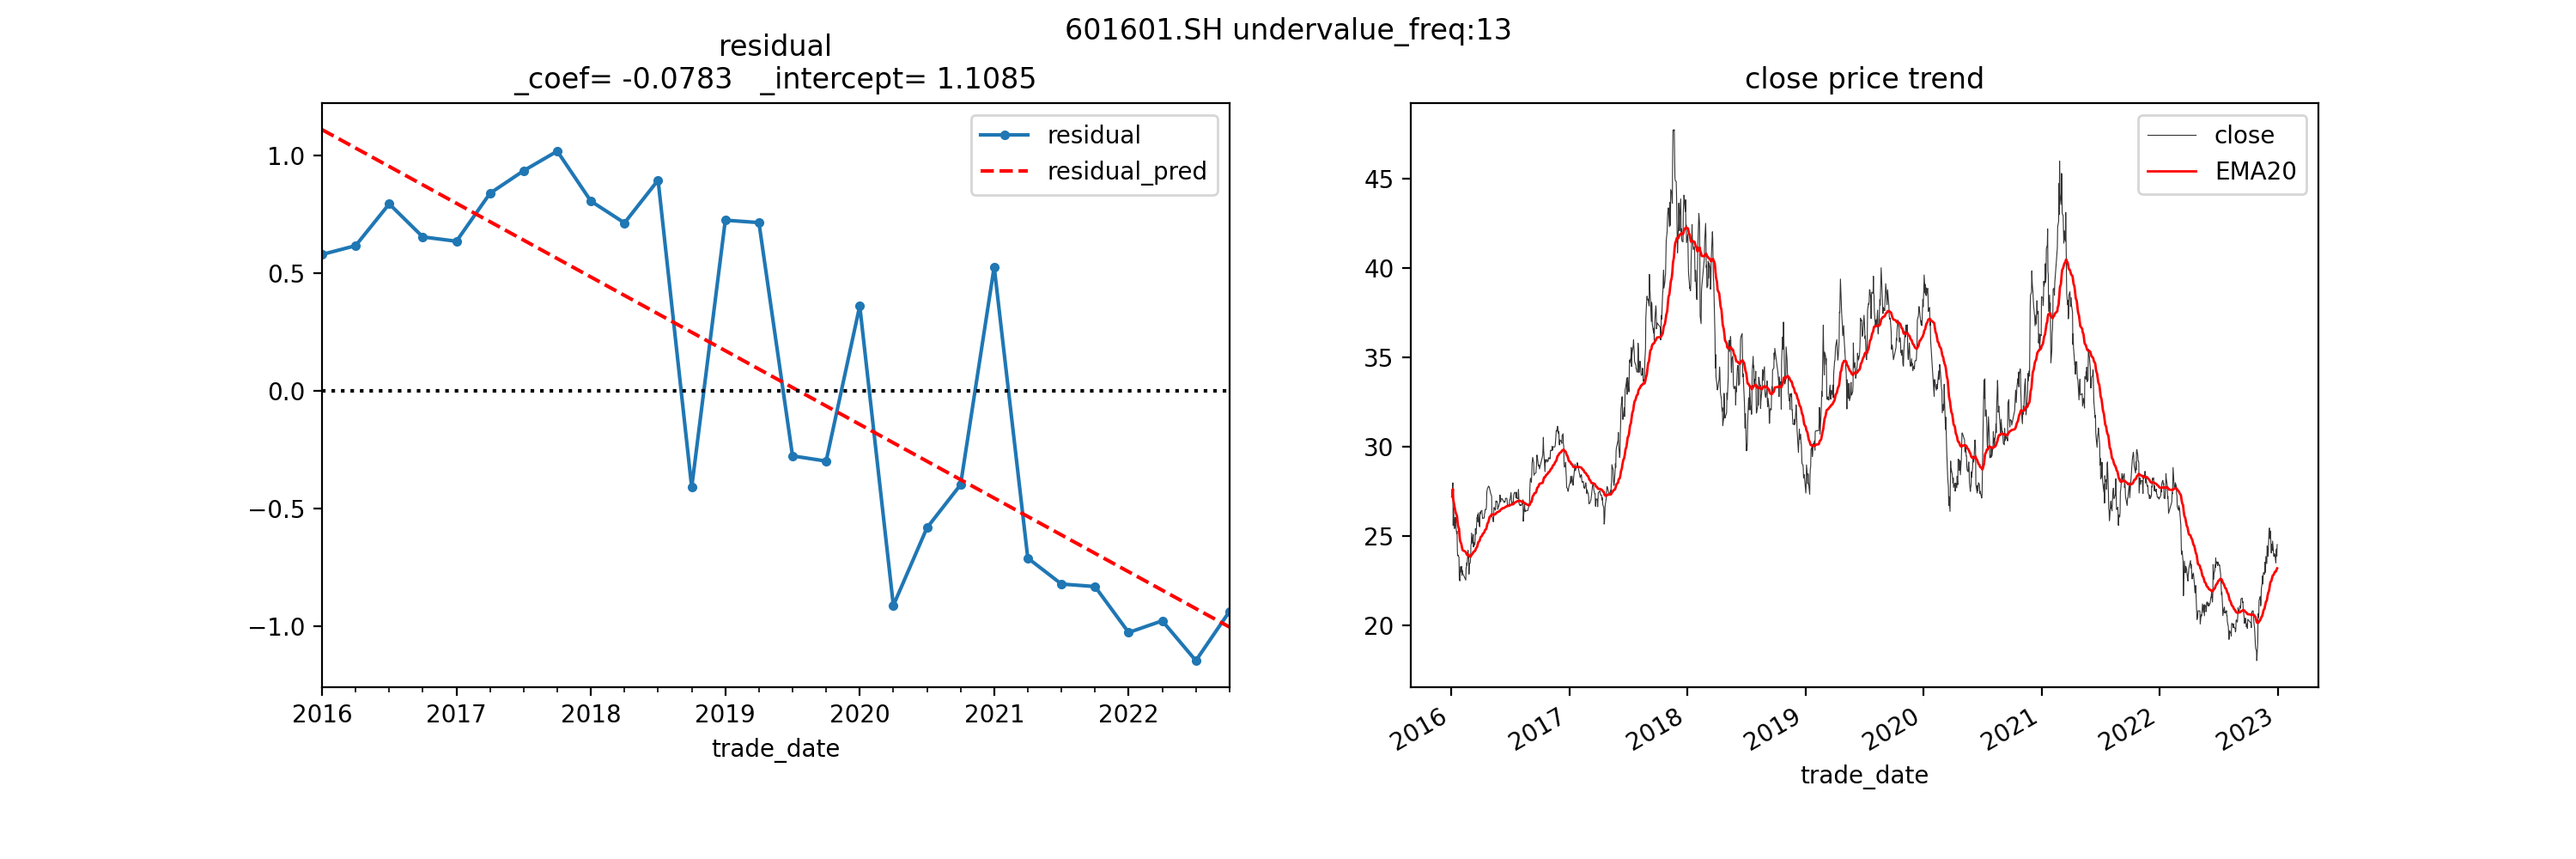 601601.SH undervalue_freq:13
residual
_coef= -0.0783 _intercept= 1.1085
residual
residual_pred
1.0
0.5
0.0
−0.5
−1.0
2016 2017 2018 2019 2020 2021 2022
trade_date
close price trend
close
EMA20
45
40
35
30
25
20
2016 2017 2018 2019 2020 2021 2022 2023
trade_date